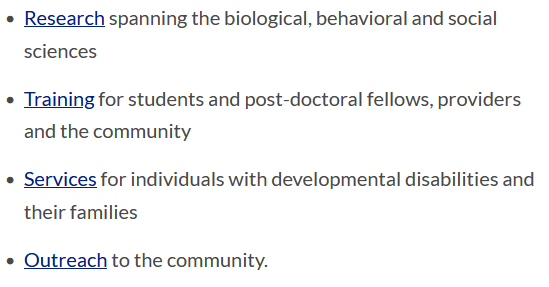 • Research spanning the biological, behavioral and social
sciences
• Training for students and post-doctoral fellows, providers
and the community
• Services for individuals with developmental disabilities and
their families
• Outreach to the community.